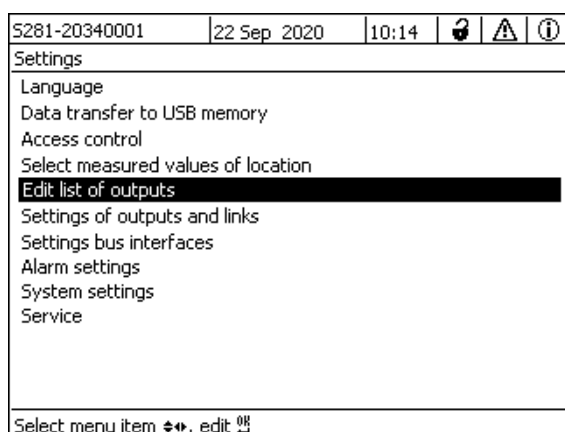 S281-20340001 22 Sep 2020 10:14
Settings
Language
Data transfer to USB memory
Access control
Select measured values of location
Edit list of outputs
Settings of outputs and links
Settings bus interfaces
Alarm settings
System settings
Service
Select menu item , edit OK